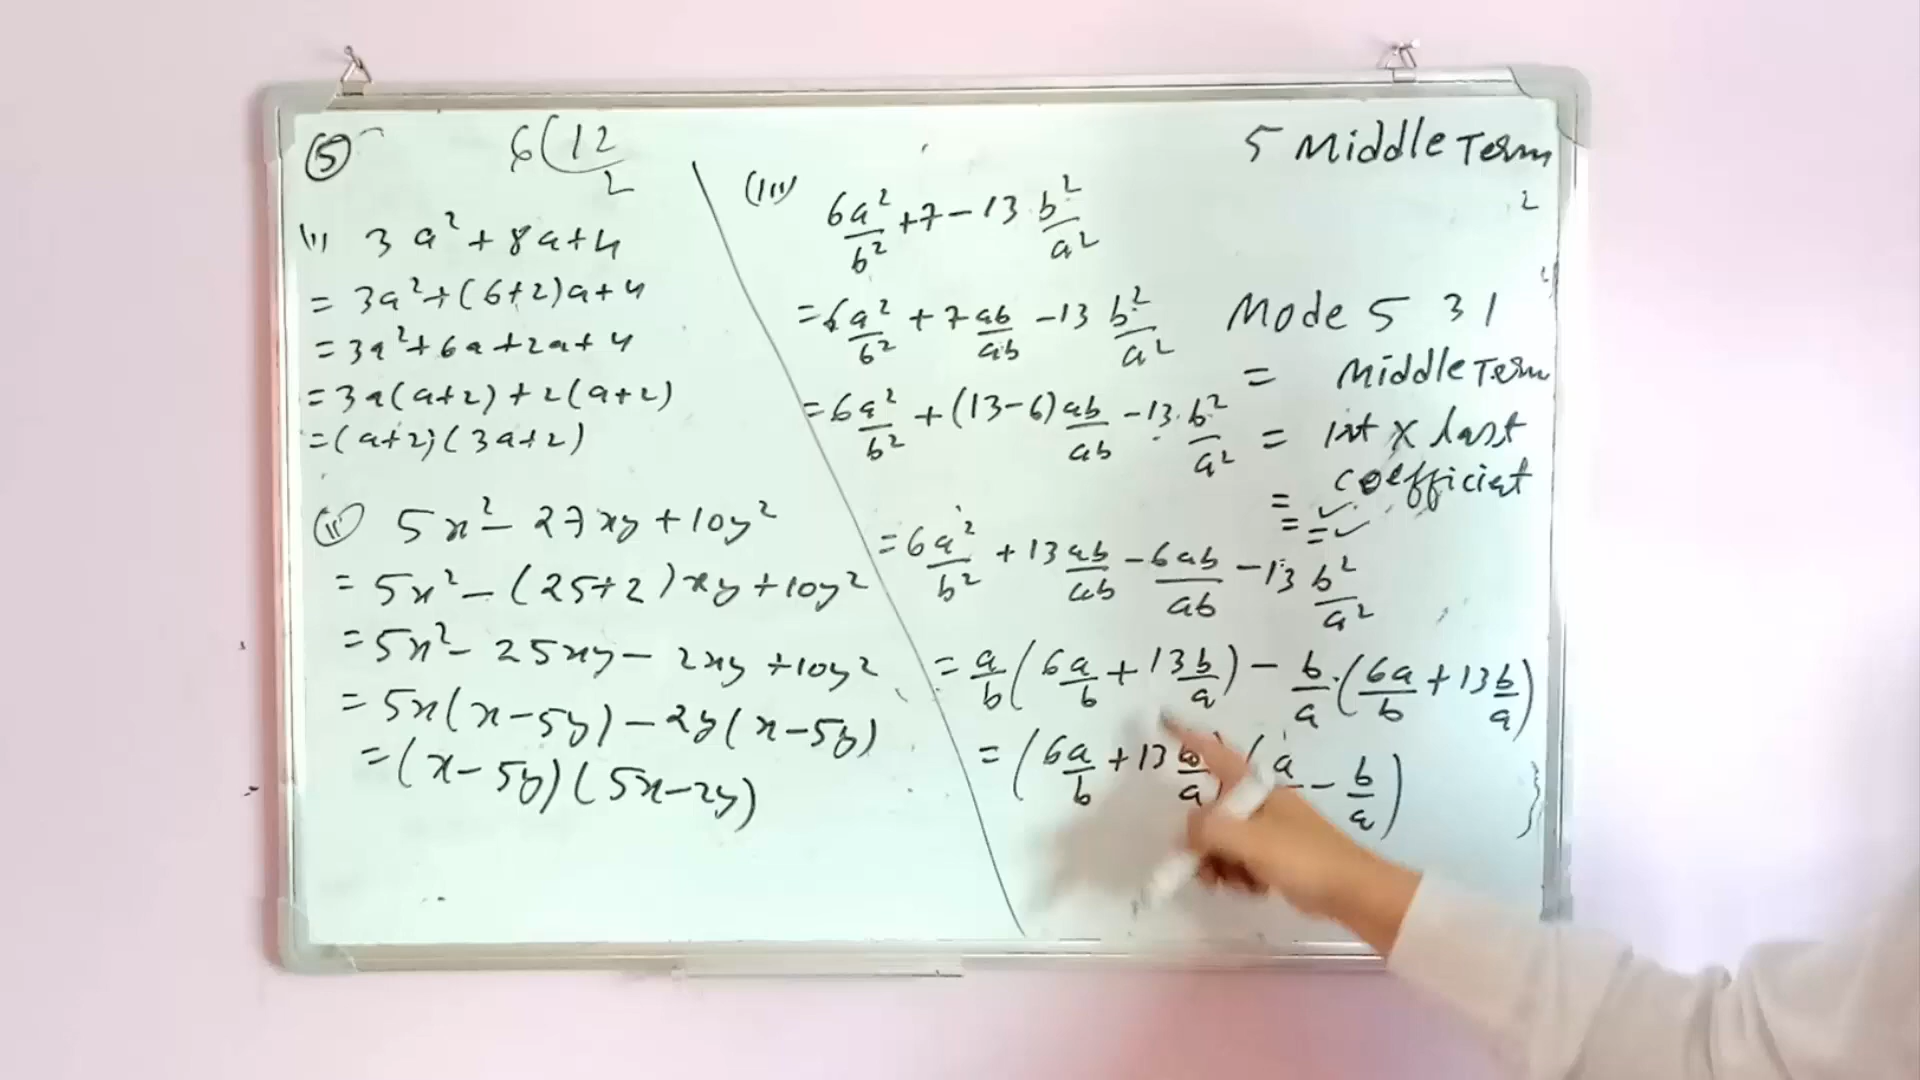 ⑤
6(12
2
(i) 3a² + 8a + 4
= 3a² + (6+2)a + 4
= 3a² + 6a + 2a + 4
= 3a(a+2) + 2(a+2)
= (a+2)(3a+2)
(ii) 5x² - 27xy + 10y²
= 5x² - (25+2)xy + 10y²
= 5x² - 25xy - 2xy + 10y²
= 5x(x-5y) - 2y(x-5y)
= (x-5y)(5x-2y)
(iii) 6a²/b² + 7 - 13 b²/a²
= 6a²/b² + 7 ab/ab - 13 b²/a²
= 6a²/b² + (13-6) ab/ab - 13 b²/a²
= 6a²/b² + 13 ab/ab - 6ab/ab - 13 b²/a²
= a/b (6a/b + 13 b/a) - b/a · (6a/b + 13 b/a)
= (6a/b + 13 b/a) (a - b/a)
5 Middle Term
2
Mode 5 3 1
= Middle Term
= 1st × last
coefficient
= ✓
= = ✓